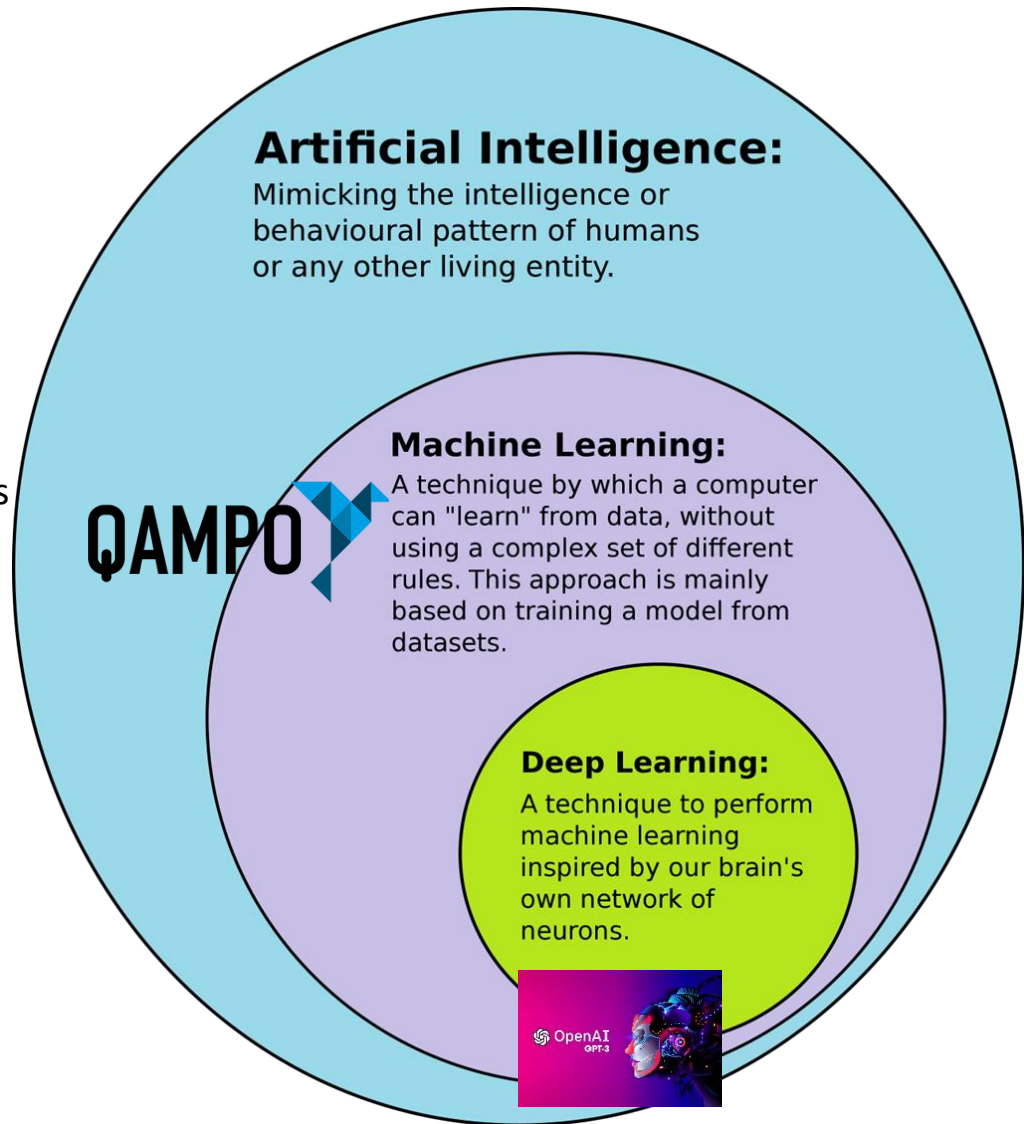 Artificial Intelligence:
Mimicking the intelligence or
behavioural pattern of humans
or any other living entity.
Machine Learning:
s
QAMPO
A technique by which a computer
can "learn" from data, without
using a complex set of different
rules. This approach is mainly
based on training a model from
datasets.
Deep Learning:
A technique to perform
machine learning
inspired by our brain's
own network of
neurons.
OpenAI
GPT-3